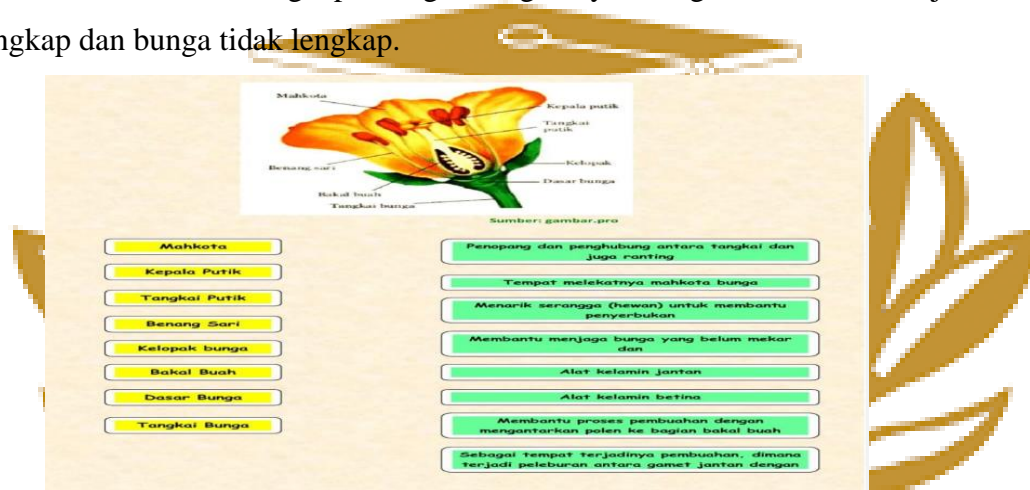 ngkap dan bunga tidak lengkap.
Mahkota
Kepala putik
Tangkai
putik
Benang sari
Kelopak
Dasar bunga
Bakal buah
Tangkai bunga
Sumber: gambar.pro
Mahkota
Kepala Putik
Tangkai Putik
Benang Sari
Kelopak bunga
Bakal Buah
Dasar Bunga
Tangkai Bunga
Penopang dan penghubung antara tangkai dan
juga ranting
Tempat melekatnya mahkota bunga
Menarik serangga (hewan) untuk membantu
penyerbukan
Membantu menjaga bunga yang belum mekar
dan
Alat kelamin jantan
Alat kelamin betina
Membantu proses pembuahan dengan
mengantarkan polen ke bagian bakal buah
Sebagai tempat terjadinya pembuahan, dimana
terjadi peleburan antara gamet jantan dengan